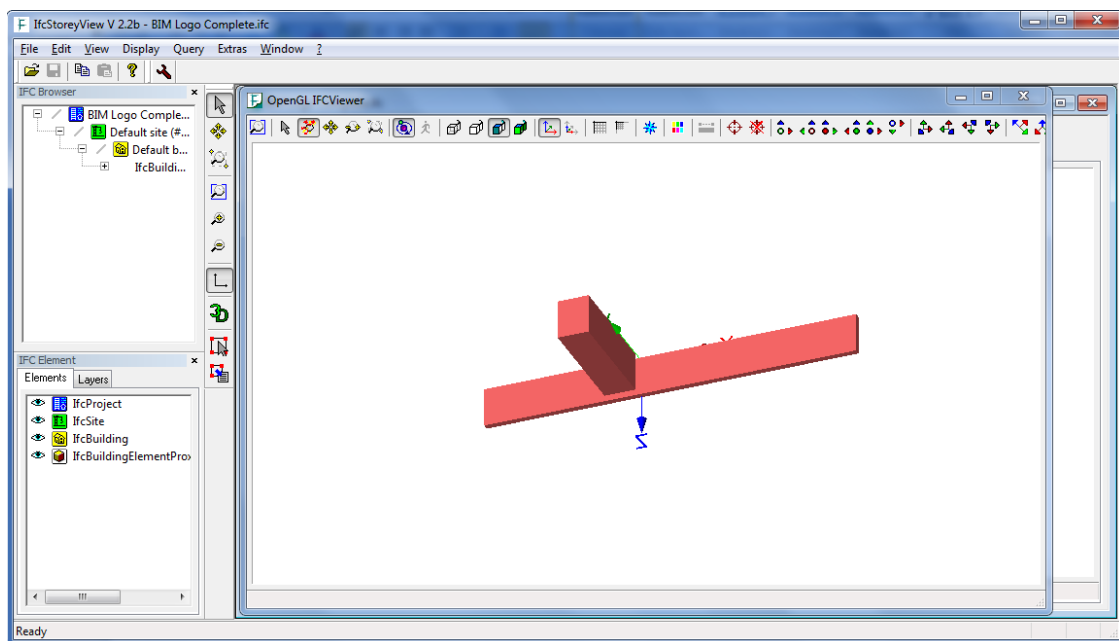 IfcStoreyView V 2.2b - BIM Logo Complete.ifc
File Edit View Display Query Extras Window ?
IFC Browser
BIM Logo Comple...
Default site (#...
Default b...
IfcBuildi...
3D
IFC Element
Elements Layers
IfcProject
IfcSite
IfcBuilding
IfcBuildingElementProx
OpenGL IFCViewer
Z
Ready